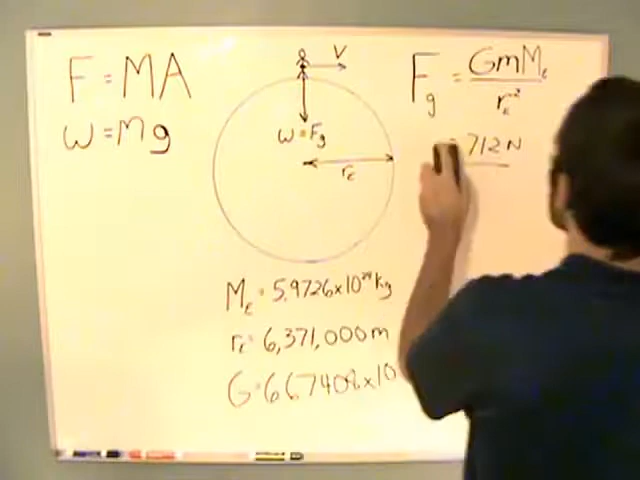 F = MA
W = Mg
V
W = Fg
rE
Fg = GmME / rE²
= 712 N
ME = 5.9726 x 10²⁴ kg
rE = 6,371,000 m
G = 6.67408 x 10